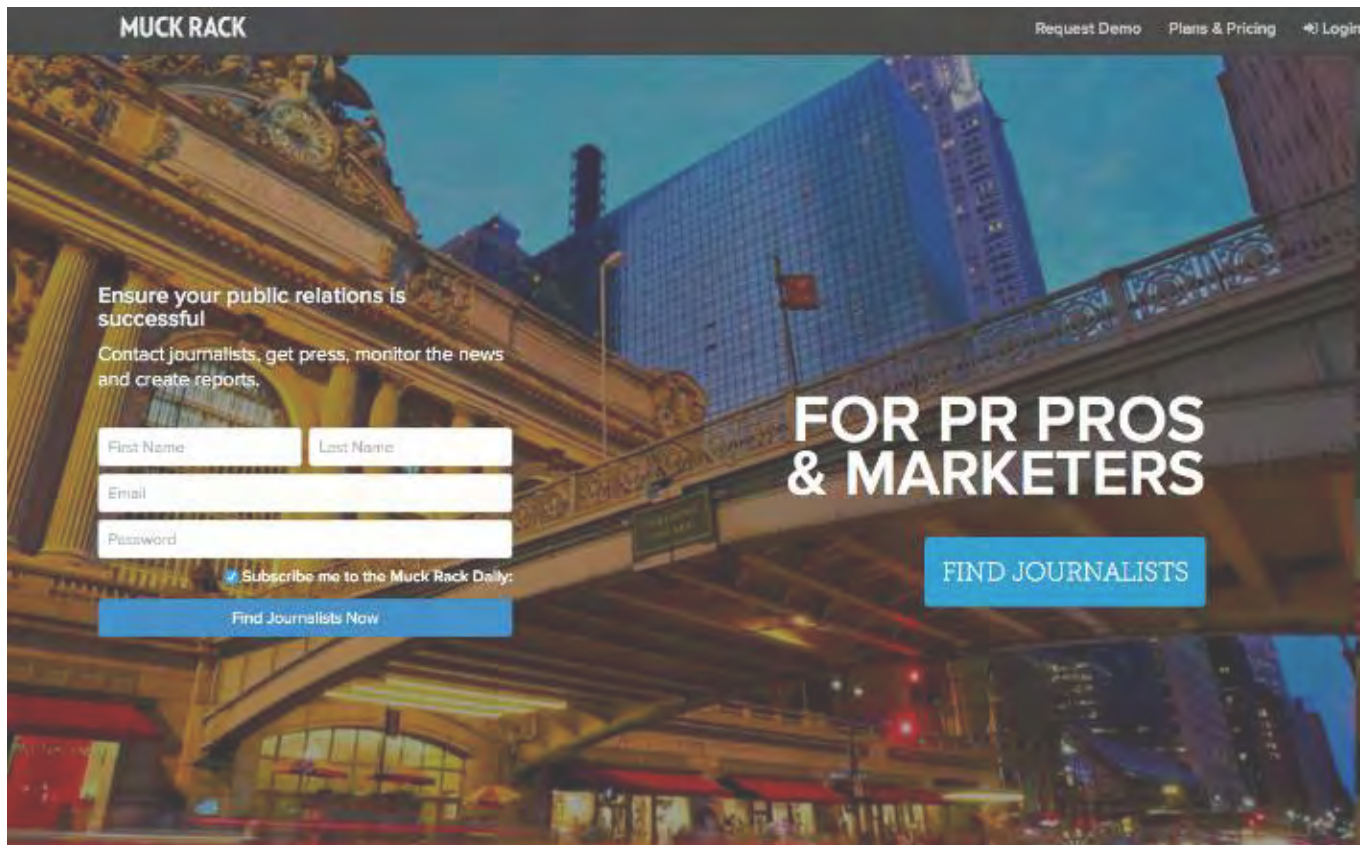 MUCK RACK
Request Demo Plans & Pricing Login
Ensure your public relations is
successful
Contact journalists, get press, monitor the news
and create reports.
First Name Last Name
Email
Password
Subscribe me to the Muck Rack Daily:
Find Journalists Now
FOR PR PROS
& MARKETERS
FIND JOURNALISTS